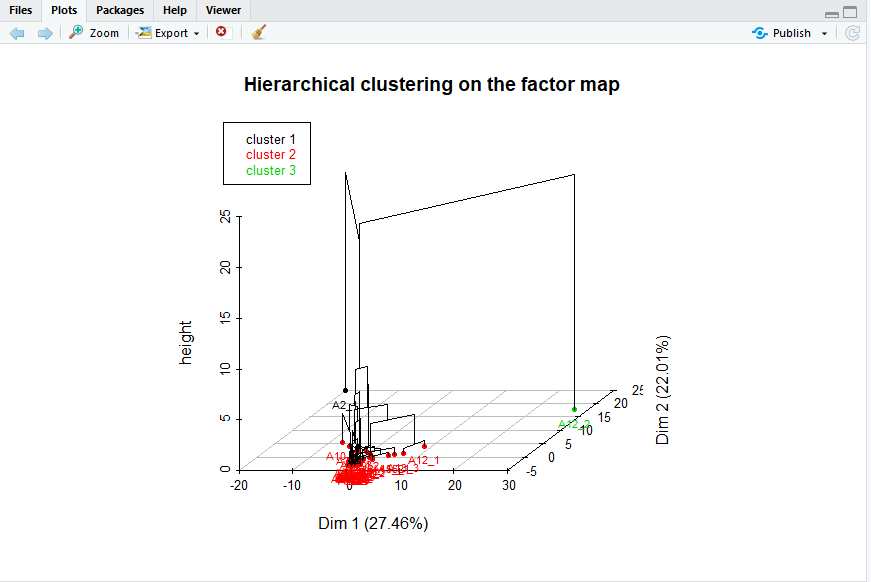 Files Plots Packages Help Viewer
Zoom Export Publish
Hierarchical clustering on the factor map
cluster 1
cluster 2
cluster 3
height
0 5 10 15 20 25
-20 -10 0 10 20 30
Dim 1 (27.46%)
-5 0 5 10 15 20 25
Dim 2 (22.01%)
A2
A10
A12_1
A12_2